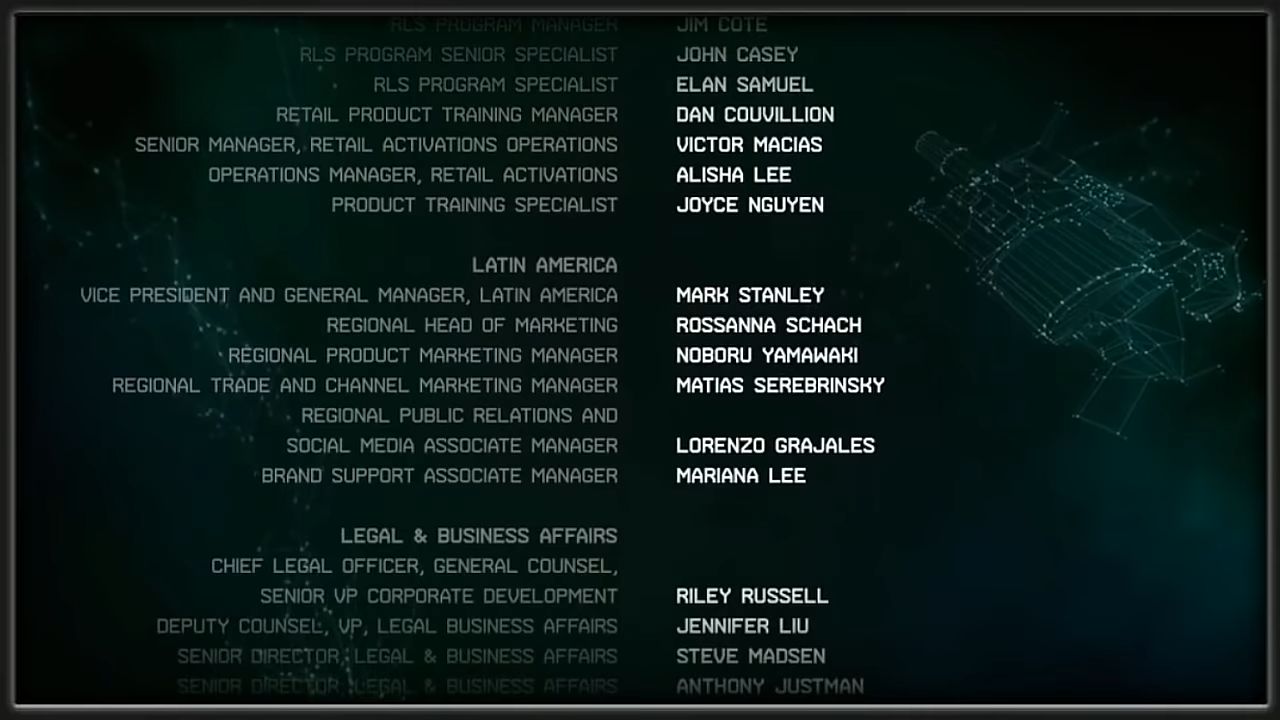 RLS PROGRAM MANAGER JIM COTE
RLS PROGRAM SENIOR SPECIALIST JOHN CASEY
RLS PROGRAM SPECIALIST ELAN SAMUEL
RETAIL PRODUCT TRAINING MANAGER DAN COUVILLION
SENIOR MANAGER, RETAIL ACTIVATIONS OPERATIONS VICTOR MACIAS
OPERATIONS MANAGER, RETAIL ACTIVATIONS ALISHA LEE
PRODUCT TRAINING SPECIALIST JOYCE NGUYEN
LATIN AMERICA
VICE PRESIDENT AND GENERAL MANAGER, LATIN AMERICA MARK STANLEY
REGIONAL HEAD OF MARKETING ROSSANNA SCHACH
REGIONAL PRODUCT MARKETING MANAGER NOBORU YAMAWAKI
REGIONAL TRADE AND CHANNEL MARKETING MANAGER MATIAS SEREBRINSKY
REGIONAL PUBLIC RELATIONS AND
SOCIAL MEDIA ASSOCIATE MANAGER LORENZO GRAJALES
BRAND SUPPORT ASSOCIATE MANAGER MARIANA LEE
LEGAL & BUSINESS AFFAIRS
CHIEF LEGAL OFFICER, GENERAL COUNSEL,
SENIOR VP CORPORATE DEVELOPMENT RILEY RUSSELL
DEPUTY COUNSEL, VP, LEGAL BUSINESS AFFAIRS JENNIFER LIU
SENIOR DIRECTOR, LEGAL & BUSINESS AFFAIRS STEVE MADSEN
SENIOR DIRECTOR, LEGAL & BUSINESS AFFAIRS ANTHONY JUSTMAN